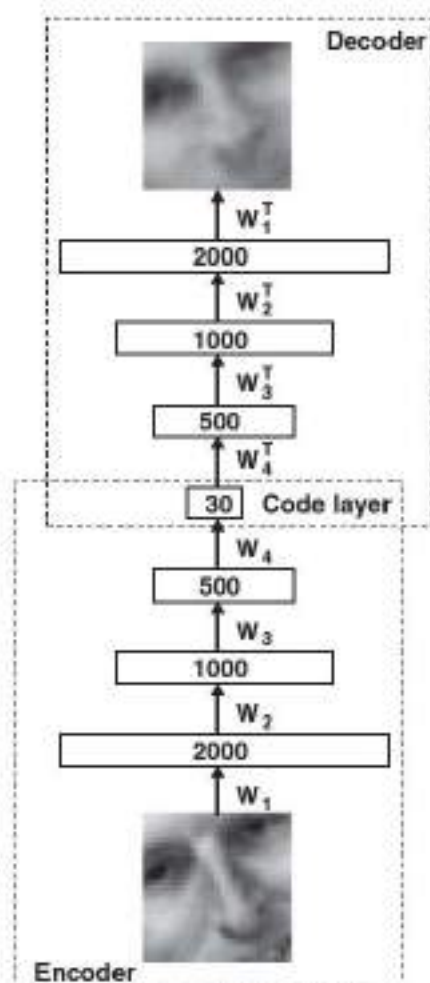 Decoder
W₁ᵀ
2000
W₂ᵀ
1000
W₃ᵀ
500
W₄ᵀ
30 Code layer
W₄
500
W₃
1000
W₂
2000
W₁
Encoder